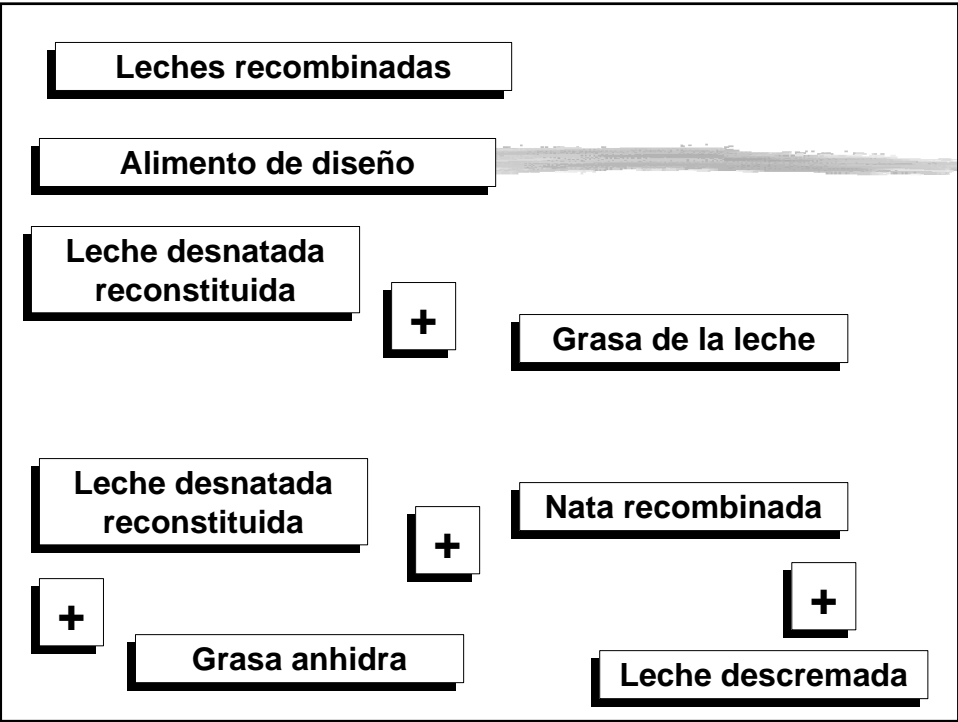 Leches recombinadas
Alimento de diseño
Leche desnatada
reconstituida
+
Grasa de la leche
Leche desnatada
reconstituida
+
Nata recombinada
+
Grasa anhidra
+
Leche descremada